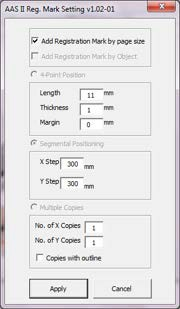 AAS II Reg. Mark Setting v1.02-01
Add Registration Mark by page size
Add Registration Mark by Object
4-Point Position
Length 11 mm
Thickness 1 mm
Margin 0 mm
Segmental Positioning
X Step 300 mm
Y Step 300 mm
Multiple Copies
No. of X Copies 1
No. of Y Copies 1
Copies with outline
Apply Cancel